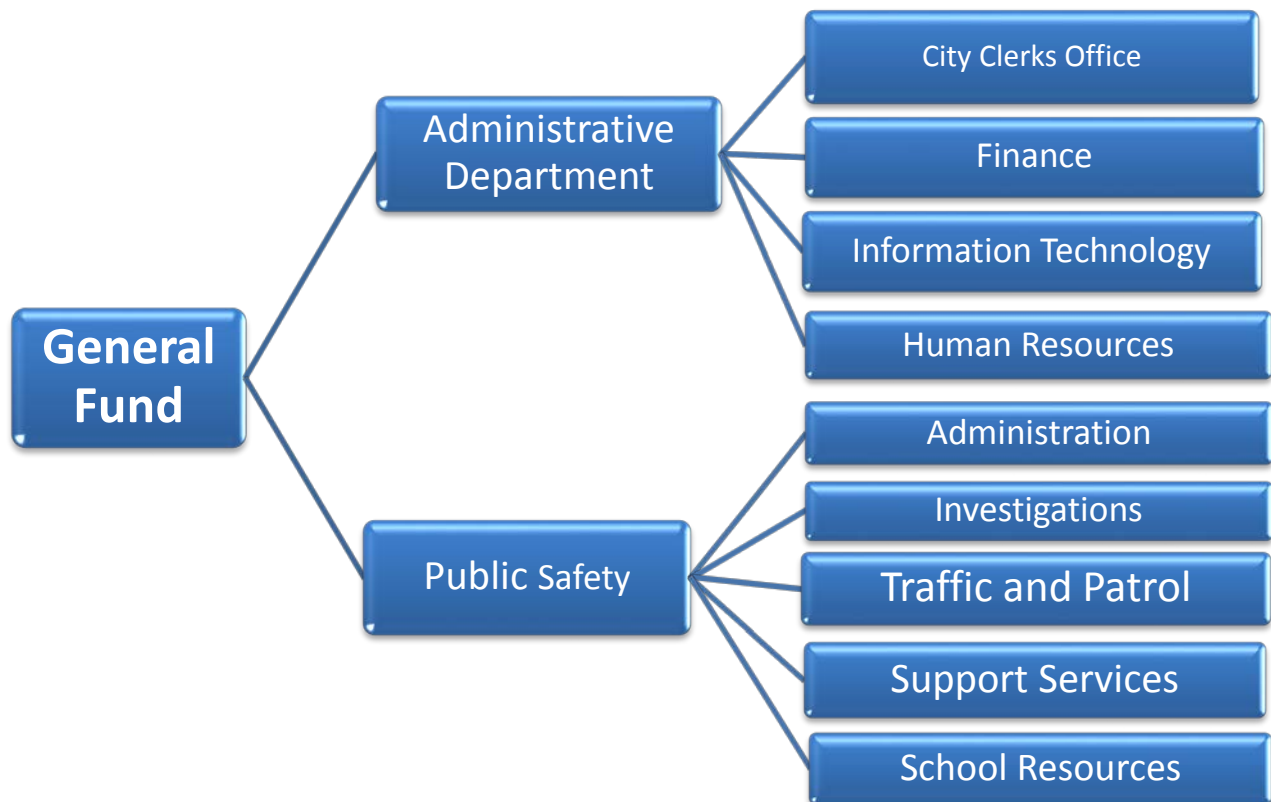 General
Fund
Administrative
Department
City Clerks Office
Finance
Information Technology
Human Resources
Public Safety
Administration
Investigations
Traffic and Patrol
Support Services
School Resources